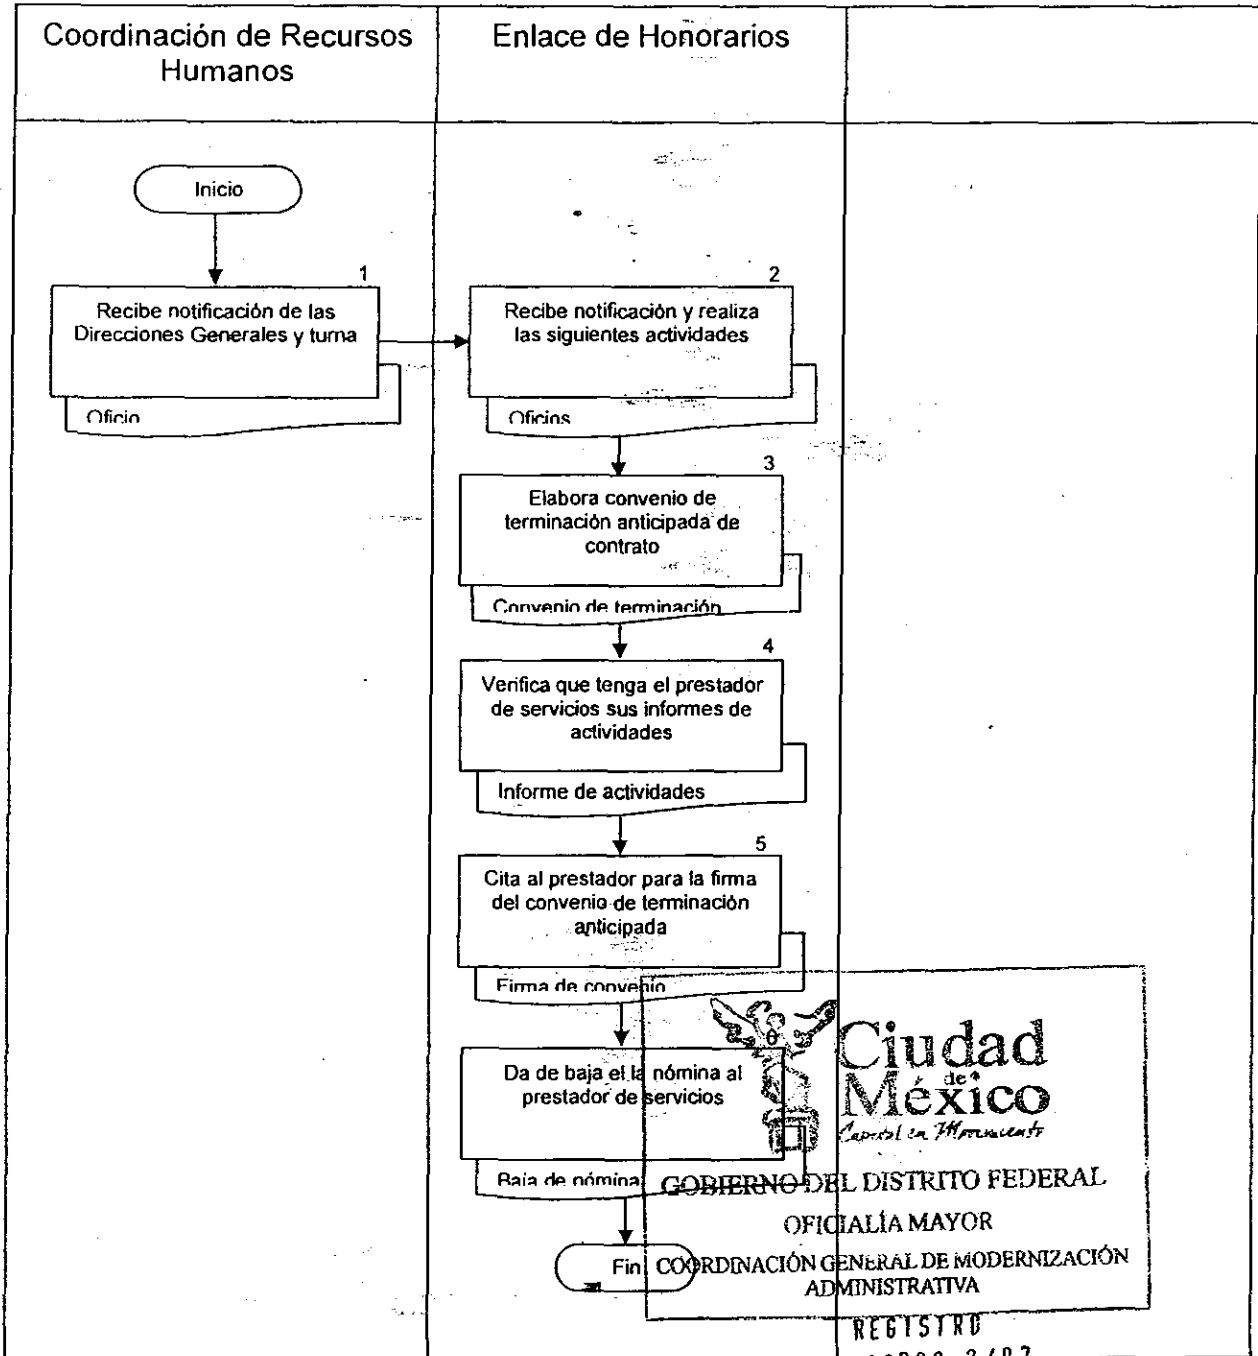 Coordinación de Recursos
Humanos
Enlace de Honorarios
Inicio
1
Recibe notificación de las
Direcciones Generales y turna
Oficio
2
Recibe notificación y realiza
las siguientes actividades
Oficios
3
Elabora convenio de
terminación anticipada de
contrato
Convenio de terminación
4
Verifica que tenga el prestador
de servicios sus informes de
actividades
Informe de actividades
5
Cita al prestador para la firma
del convenio de terminación
anticipada
Firma de convenio
6
Da de baja el la nómina al
prestador de servicios
Baja de nómina
Fin
Ciudad
de
México
Capital en Movimiento
GOBIERNO DEL DISTRITO FEDERAL
OFICIALÍA MAYOR
COORDINACIÓN GENERAL DE MODERNIZACIÓN
ADMINISTRATIVA
REGISTRO